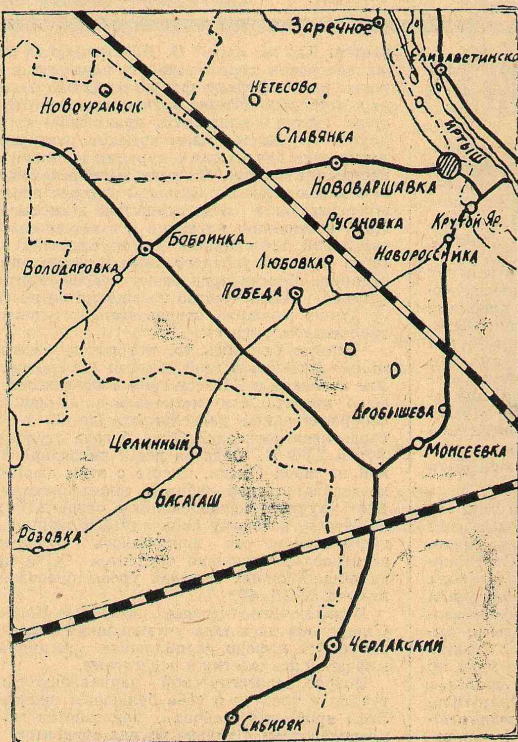 Заречное
Елизаветинско
Новоуральск
Нетесово
Иртыш
Славянка
Нововаршавка
Крутой Яр.
Русановка
Бобринка
Любовка
Новороссийка
Володаровка
Победа
Дробышева
Целинный
Моисеевка
Басагаш
Розовка
Черлакский
Сибиряк